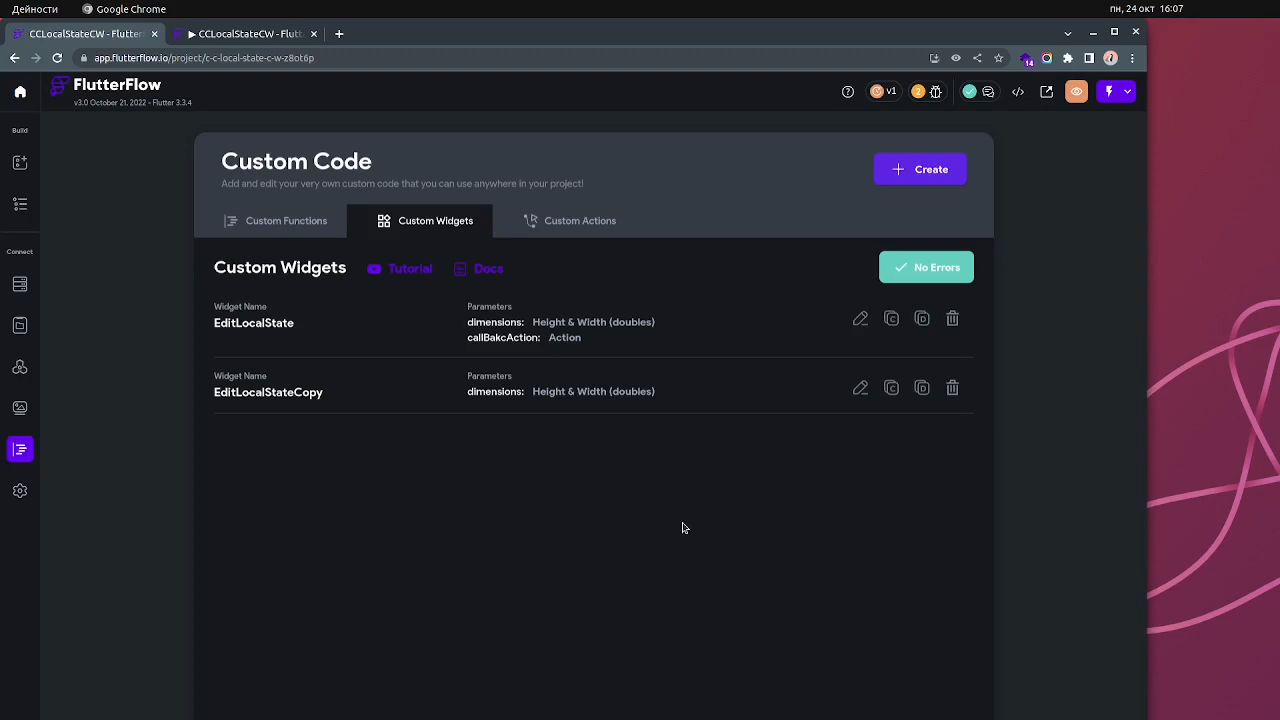 Дейности
Google Chrome
пн, 24 окт 16:07
CCLocalStateCW - Flutter
▶ CCLocalStateCW - Flutte
app.flutterflow.io/project/c-c-local-state-c-w-z8ot6p
14
FlutterFlow
v3.0 October 21, 2022 - Flutter 3.3.4
v1
2
Build
Connect
Custom Code
Add and edit your very own custom code that you can use anywhere in your project!
Create
Custom Functions
Custom Widgets
Custom Actions
Custom Widgets
Tutorial
Docs
No Errors
Widget Name
Parameters
EditLocalState
dimensions: Height & Width (doubles)
callBakcAction: Action
Widget Name
Parameters
EditLocalStateCopy
dimensions: Height & Width (doubles)